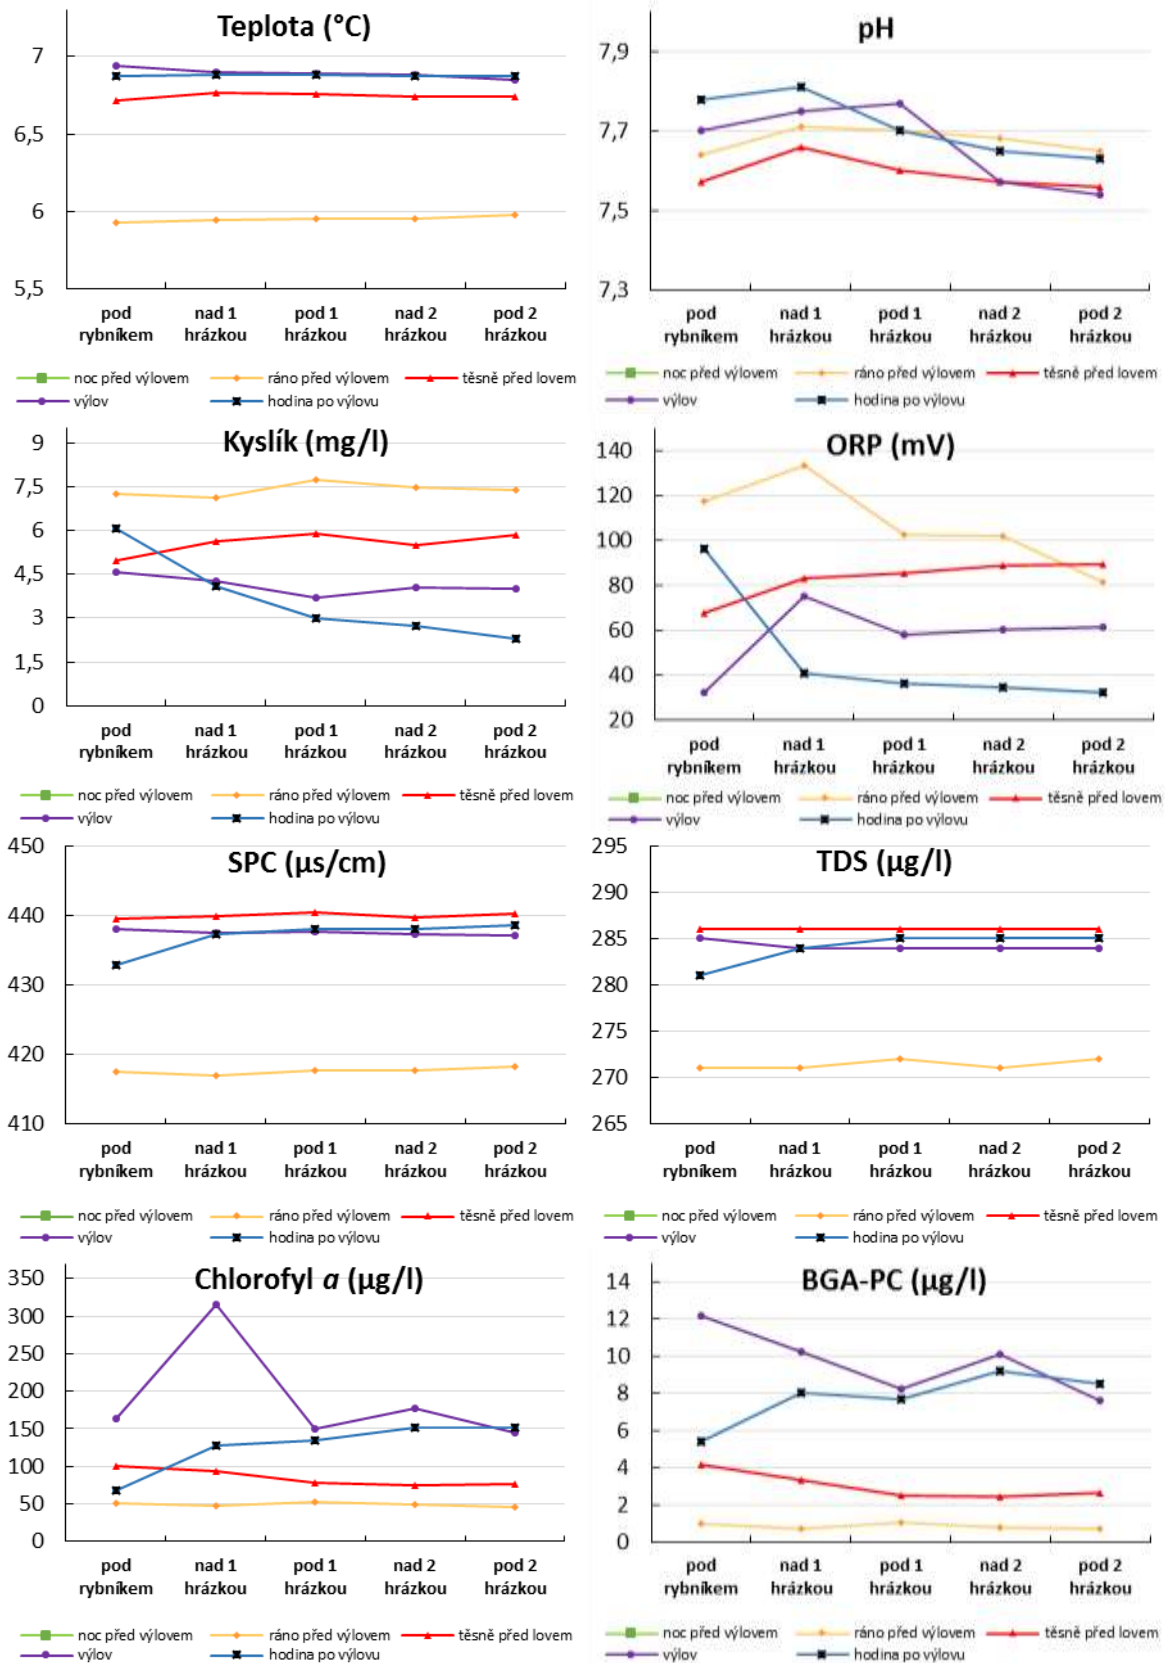 Teplota (°C)
7
6,5
6
5,5
pod nad 1 pod 1 nad 2 pod 2
rybníkem hrázkou hrázkou hrázkou hrázkou
noc před výlovem ráno před výlovem těsně před lovem
výlov hodina po výlovu
pH
7,9
7,7
7,5
7,3
pod nad 1 pod 1 nad 2 pod 2
rybníkem hrázkou hrázkou hrázkou hrázkou
noc před výlovem ráno před výlovem těsně před lovem
výlov hodina po výlovu
Kyslík (mg/l)
9
7,5
6
4,5
3
1,5
0
pod nad 1 pod 1 nad 2 pod 2
rybníkem hrázkou hrázkou hrázkou hrázkou
noc před výlovem ráno před výlovem těsně před lovem
výlov hodina po výlovu
ORP (mV)
140
120
100
80
60
40
20
pod nad 1 pod 1 nad 2 pod 2
rybníkem hrázkou hrázkou hrázkou hrázkou
noc před výlovem ráno před výlovem těsně před lovem
výlov hodina po výlovu
SPC (µs/cm)
450
440
430
420
410
pod nad 1 pod 1 nad 2 pod 2
rybníkem hrázkou hrázkou hrázkou hrázkou
noc před výlovem ráno před výlovem těsně před lovem
výlov hodina po výlovu
TDS (µg/l)
295
290
285
280
275
270
265
pod nad 1 pod 1 nad 2 pod 2
rybníkem hrázkou hrázkou hrázkou hrázkou
noc před výlovem ráno před výlovem těsně před lovem
výlov hodina po výlovu
Chlorofyl a (µg/l)
350
300
250
200
150
100
50
0
pod nad 1 pod 1 nad 2 pod 2
rybníkem hrázkou hrázkou hrázkou hrázkou
noc před výlovem ráno před výlovem těsně před lovem
výlov hodina po výlovu
BGA-PC (µg/l)
14
12
10
8
6
4
2
0
pod nad 1 pod 1 nad 2 pod 2
rybníkem hrázkou hrázkou hrázkou hrázkou
noc před výlovem ráno před výlovem těsně před lovem
výlov hodina po výlovu